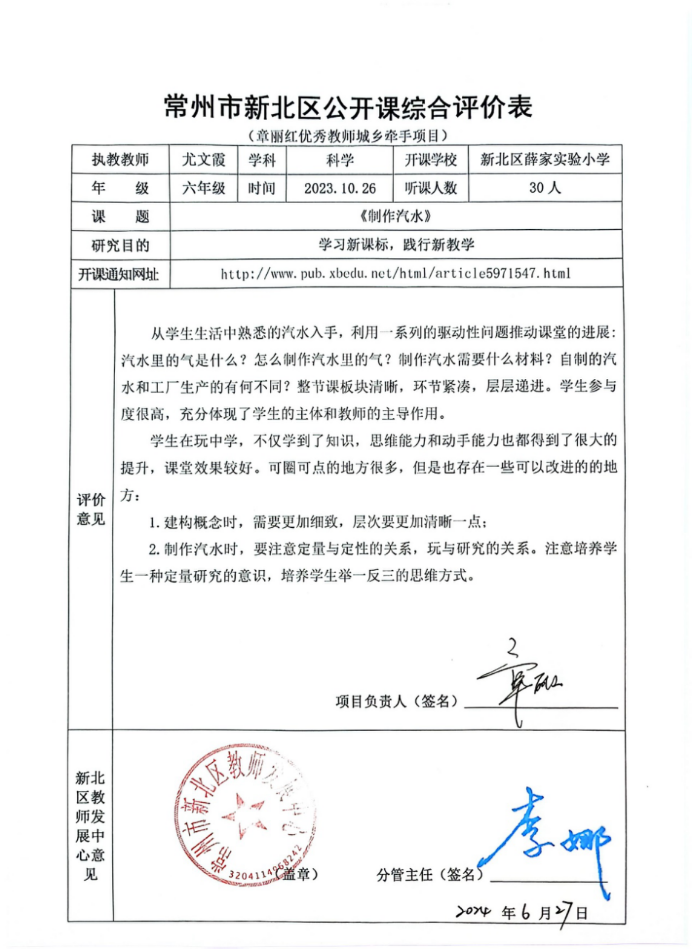 常州市新北区公开课综合评价表
（章丽红优秀教师城乡牵手项目）
执教教师 尤文霞 学科 科学 开课学校 新北区薛家实验小学
年 级 六年级 时间 2023.10.26 听课人数 30 人
课 题 《制作汽水》
研究目的 学习新课标，践行新教学
开课通知网址 http://www.pub.xbedu.net/html/article5971547.html
评价意见
从学生生活中熟悉的汽水入手，利用一系列的驱动性问题推动课堂的进展：
汽水里的气是什么？怎么制作汽水里的气？制作汽水需要什么材料？自制的汽
水和工厂生产的有何不同？整节课板块清晰，环节紧凑，层层递进。学生参与
度很高，充分体现了学生的主体和教师的主导作用。
学生在玩中学，不仅学到了知识，思维能力和动手能力也都得到了很大的
提升，课堂效果较好。可圈可点的地方很多，但是也存在一些可以改进的的地
方：
1.建构概念时，需要更加细致，层次要更加清晰一点；
2.制作汽水时，要注意定量与定性的关系，玩与研究的关系。注意培养学
生一种定量研究的意识，培养学生举一反三的思维方式。
项目负责人（签名）
新北区教师发展中心意见
常州市新北区教师发展中心
（盖章）
分管主任（签名） 李娜
2024 年 6 月 27 日